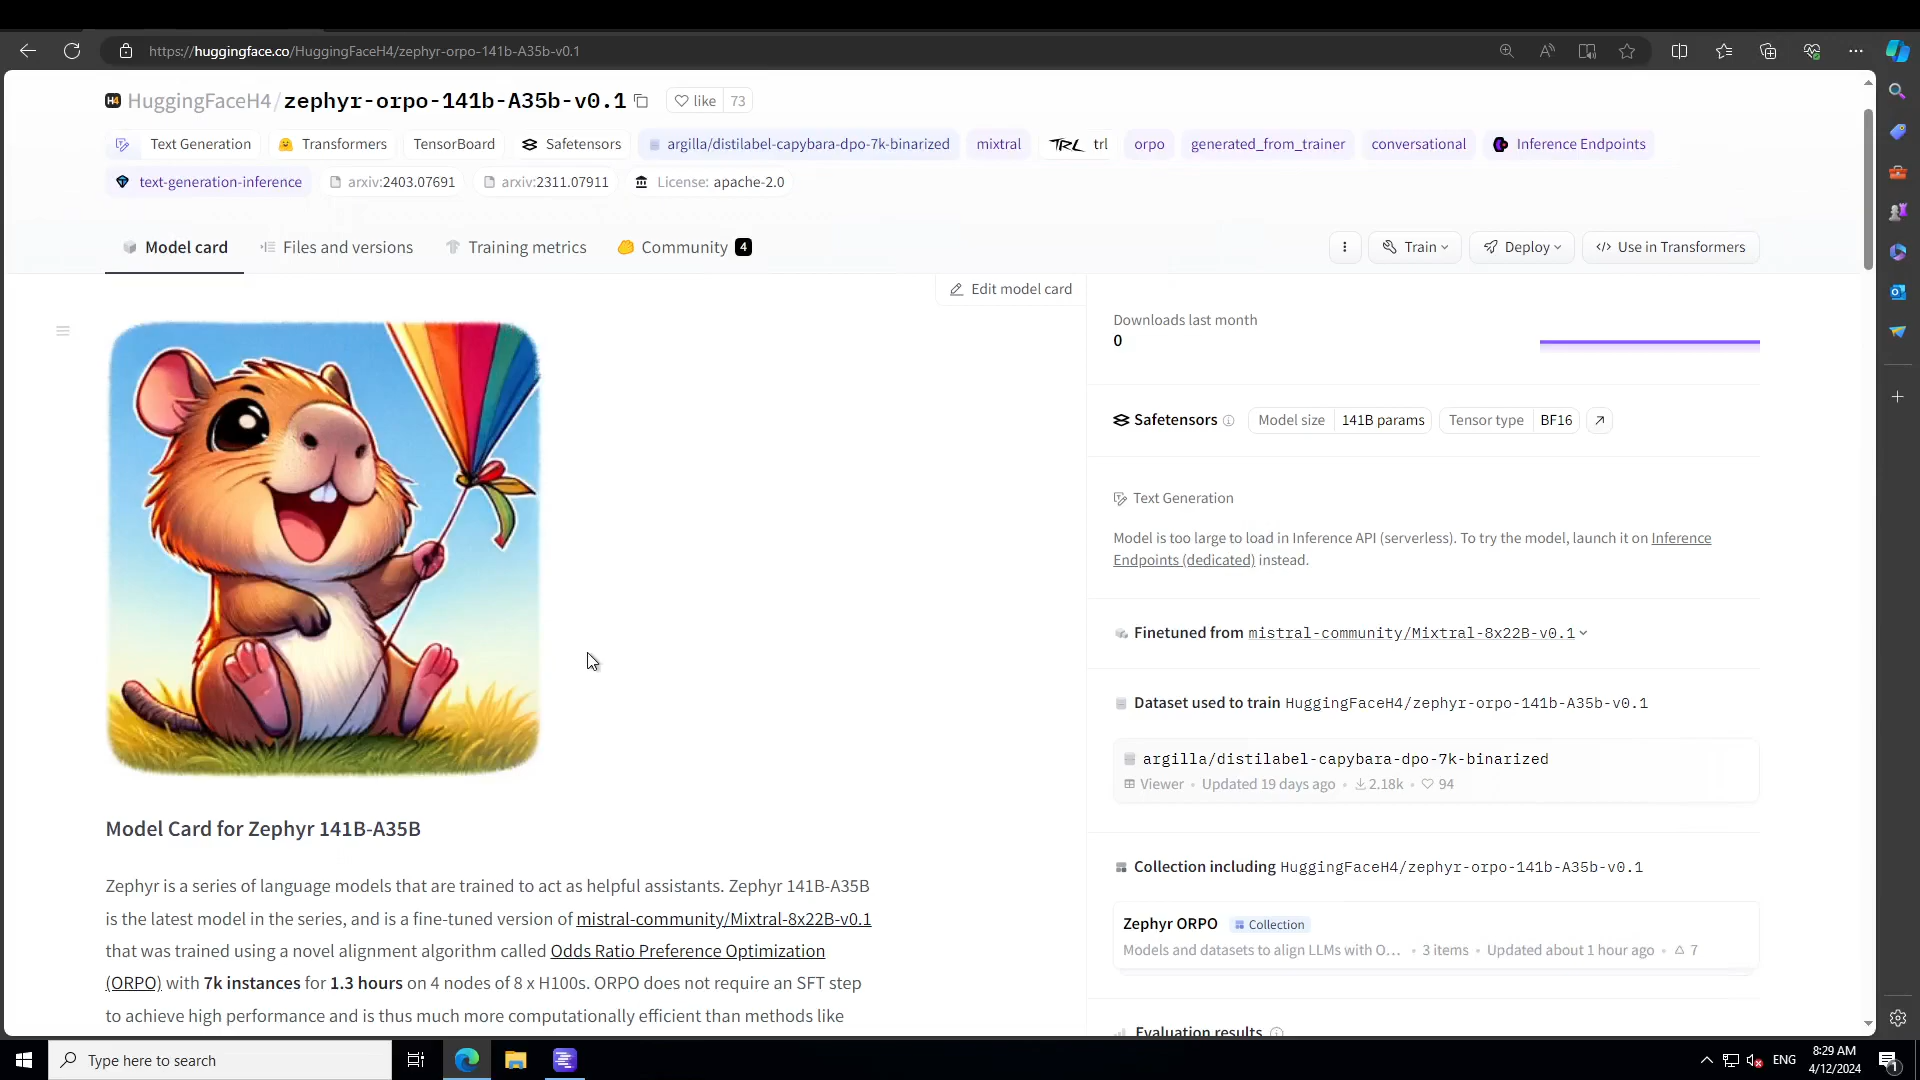 https://huggingface.co/HuggingFaceH4/zephyr-orpo-141b-A35b-v0.1
H4 HuggingFaceH4/zephyr-orpo-141b-A35b-v0.1 like 73
Text Generation Transformers TensorBoard Safetensors argilla/distilabel-capybara-dpo-7k-binarized mixtral TRL trl orpo generated_from_trainer conversational Inference Endpoints
text-generation-inference arxiv:2403.07691 arxiv:2311.07911 License: apache-2.0
Model card Files and versions Training metrics Community 4 Train Deploy Use in Transformers
Edit model card
Downloads last month
0
Safetensors Model size 141B params Tensor type BF16
Text Generation
Model is too large to load in Inference API (serverless). To try the model, launch it on Inference
Endpoints (dedicated) instead.
Finetuned from mistral-community/Mixtral-8x22B-v0.1
Dataset used to train HuggingFaceH4/zephyr-orpo-141b-A35b-v0.1
argilla/distilabel-capybara-dpo-7k-binarized
Viewer • Updated 19 days ago • 2.18k • 94
Collection including HuggingFaceH4/zephyr-orpo-141b-A35b-v0.1
Zephyr ORPO Collection
Models and datasets to align LLMs with O... • 3 items • Updated about 1 hour ago • 7
Evaluation results
Model Card for Zephyr 141B-A35B
Zephyr is a series of language models that are trained to act as helpful assistants. Zephyr 141B-A35B
is the latest model in the series, and is a fine-tuned version of mistral-community/Mixtral-8x22B-v0.1
that was trained using a novel alignment algorithm called Odds Ratio Preference Optimization
(ORPO) with 7k instances for 1.3 hours on 4 nodes of 8 x H100s. ORPO does not require an SFT step
to achieve high performance and is thus much more computationally efficient than methods like
Type here to search
ENG
8:29 AM
4/12/2024
1